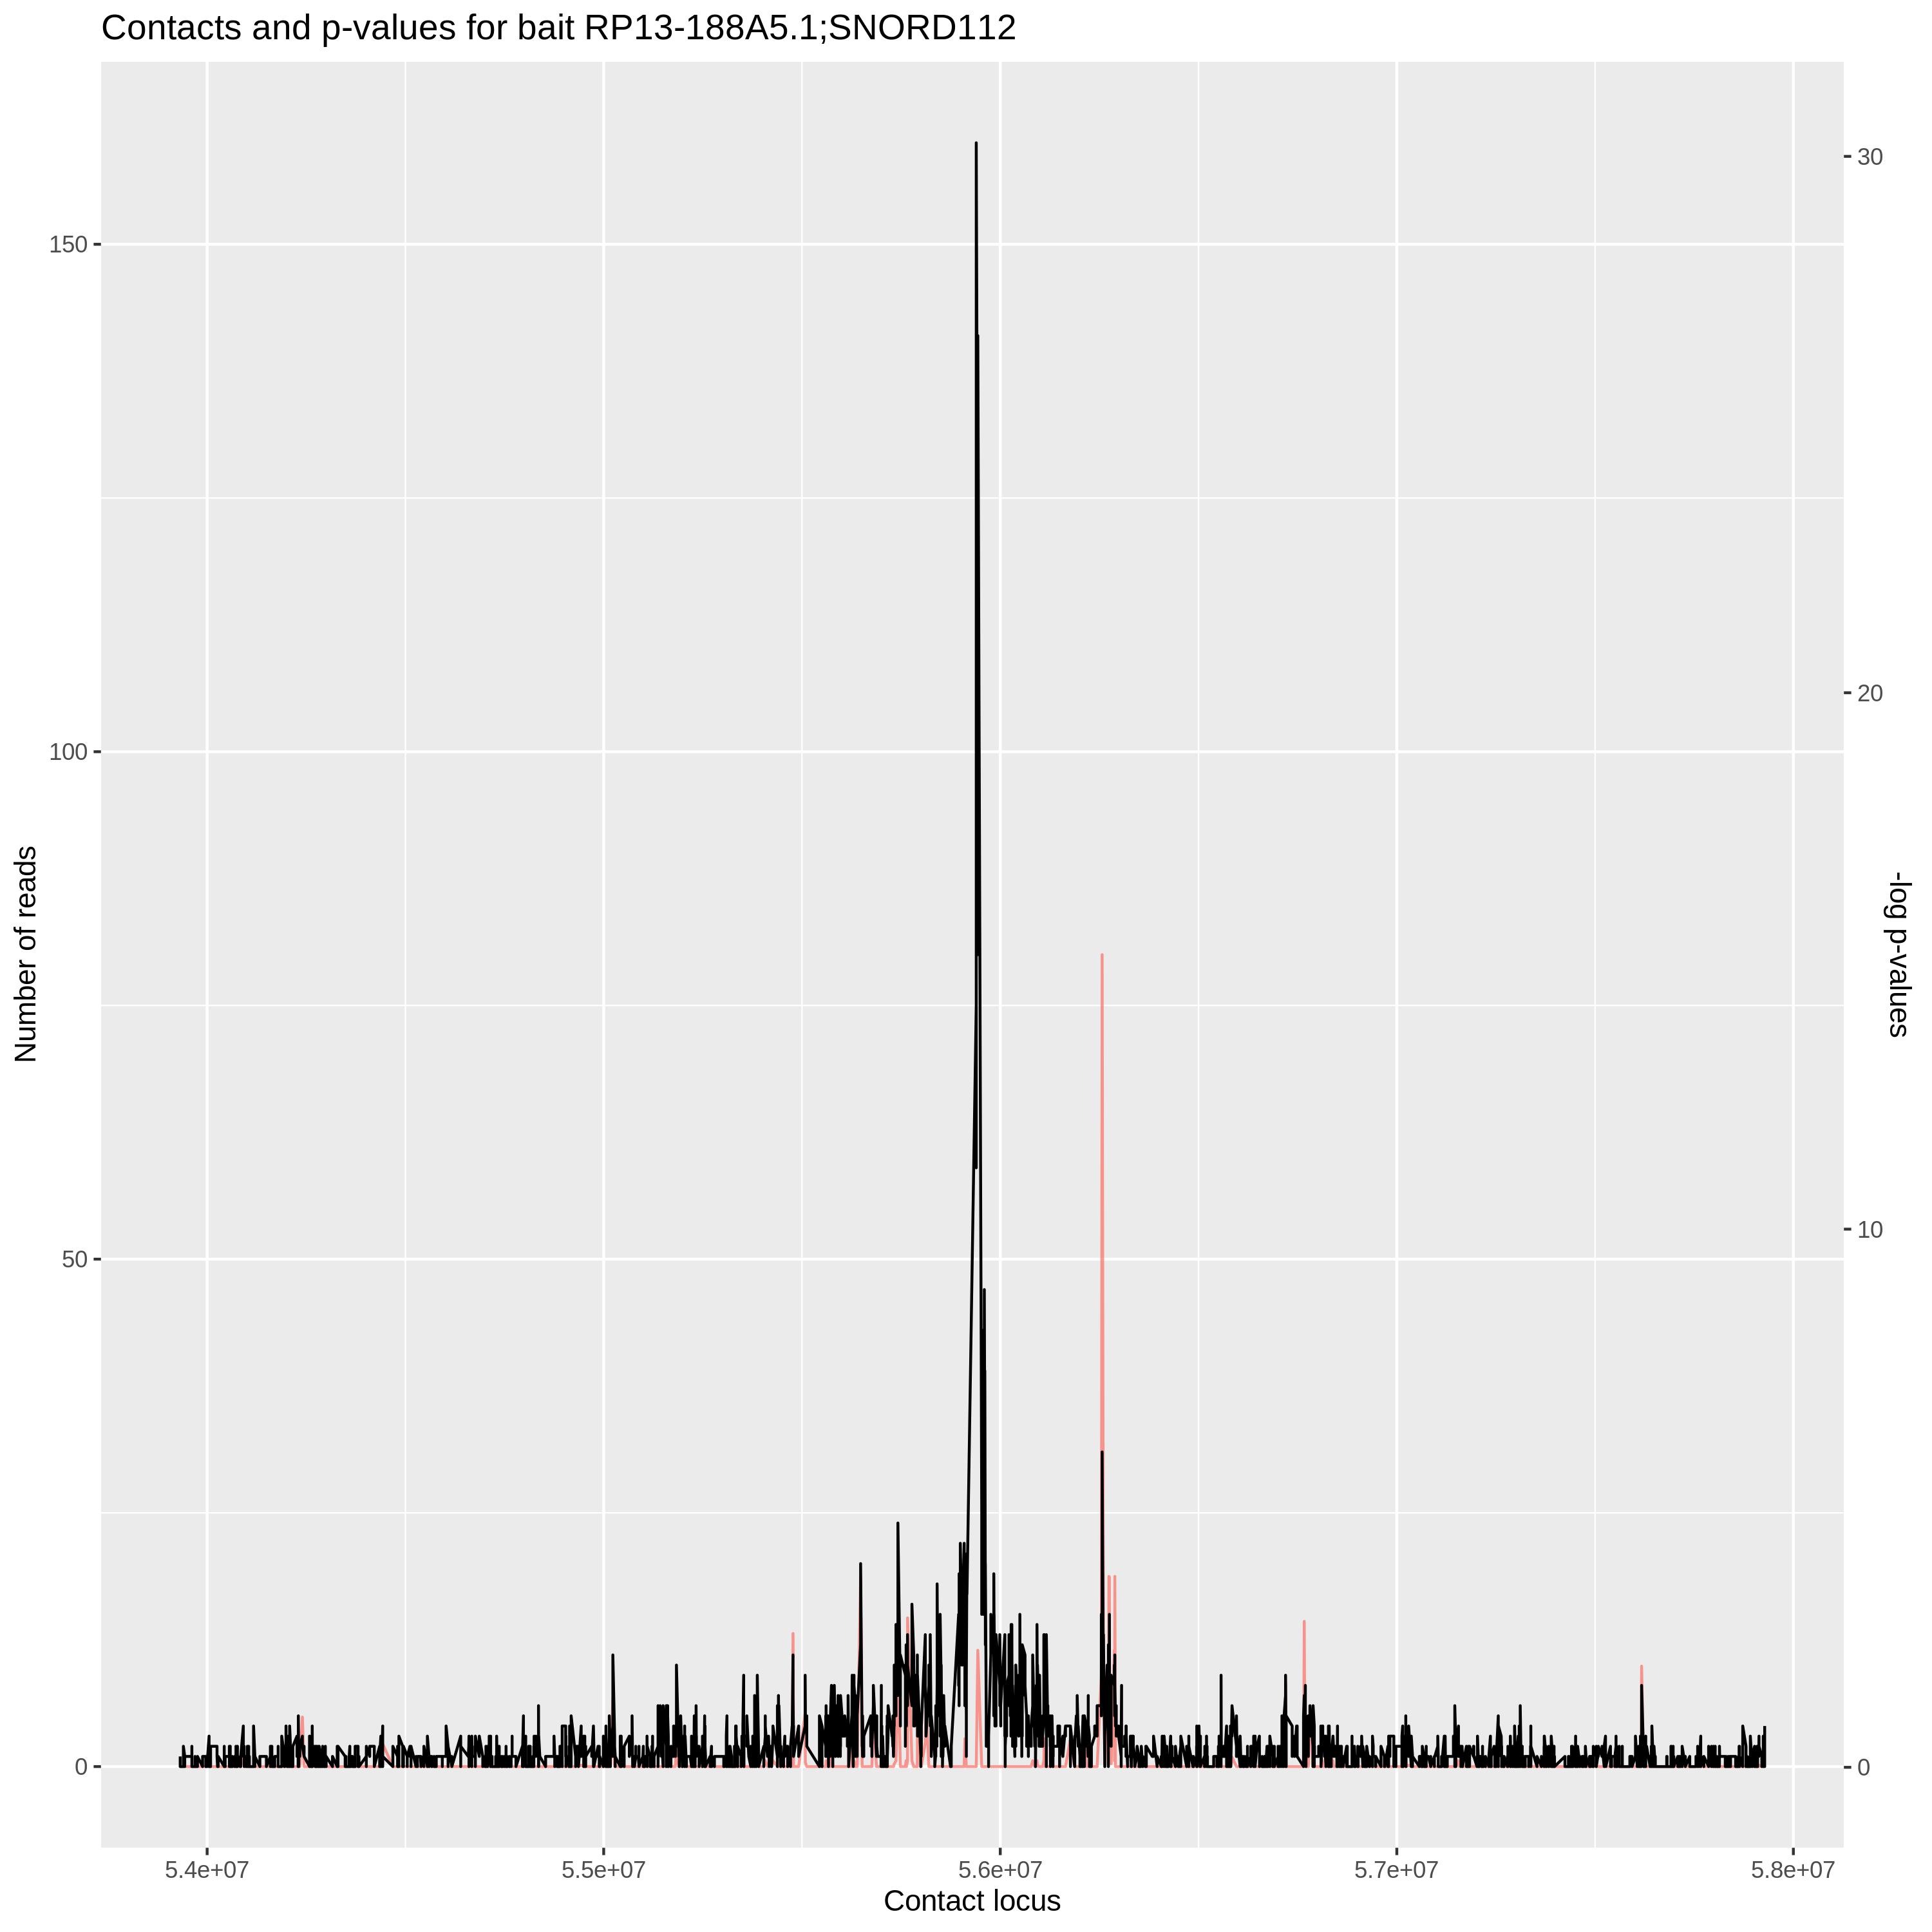 Contacts and p-values for bait RP13-188A5.1;SNORD112
150
100
50
0
Number of reads
30
20
10
0
-log p-values
5.4e+07
5.5e+07
5.6e+07
5.7e+07
5.8e+07
Contact locus